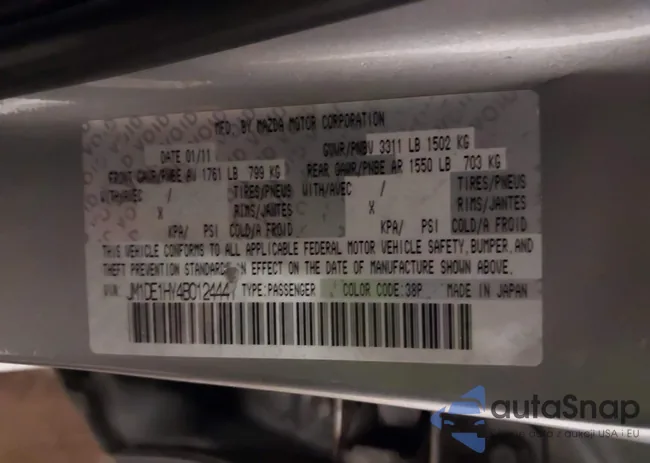 MFD. BY MAZDA MOTOR CORPORATION
DATE 01/11 GVWR/PNBV 3311 LB 1502 KG
FRONT GAWR/PNBE AV 1761 LB 799 KG REAR GAWR/PNBE AR 1550 LB 703 KG
WITH/AVEC / TIRES/PNEUS WITH/AVEC / TIRES/PNEUS
X RIMS/JANTES X RIMS/JANTES
KPA/ PSI COLD/A FROID KPA/ PSI COLD/A FROID
THIS VEHICLE CONFORMS TO ALL APPLICABLE FEDERAL MOTOR VEHICLE SAFETY, BUMPER, AND
THEFT PREVENTION STANDARDS IN EFFECT ON THE DATE OF MANUFACTURE SHOWN ABOVE.
VIN: TYPE:PASSENGER COLOR CODE:38P MADE IN JAPAN
autaSnap
USA i EU